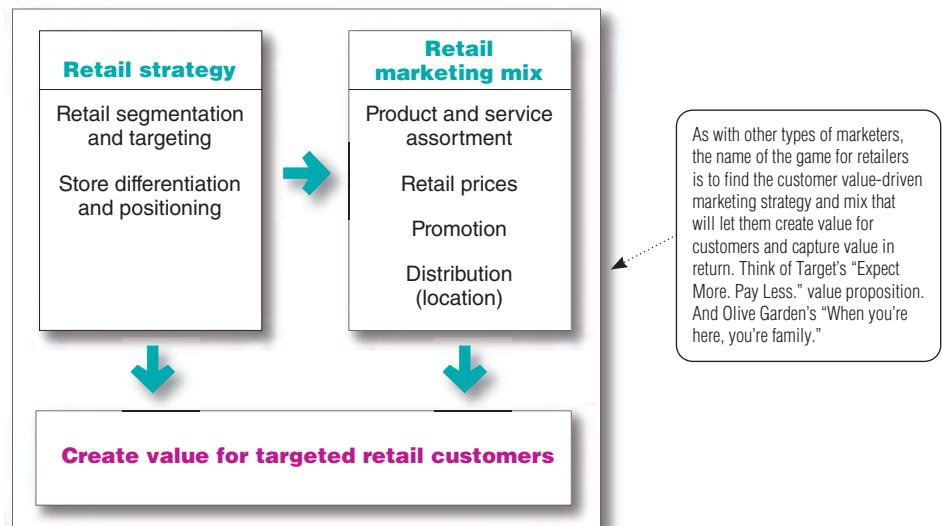 Retail strategy
Retail segmentation
and targeting
Store differentiation
and positioning
Retail
marketing mix
Product and service
assortment
Retail prices
Promotion
Distribution
(location)
Create value for targeted retail customers
As with other types of marketers,
the name of the game for retailers
is to find the customer value-driven
marketing strategy and mix that
will let them create value for
customers and capture value in
return. Think of Target’s “Expect
More. Pay Less.” value proposition.
And Olive Garden’s “When you’re
here, you’re family.”